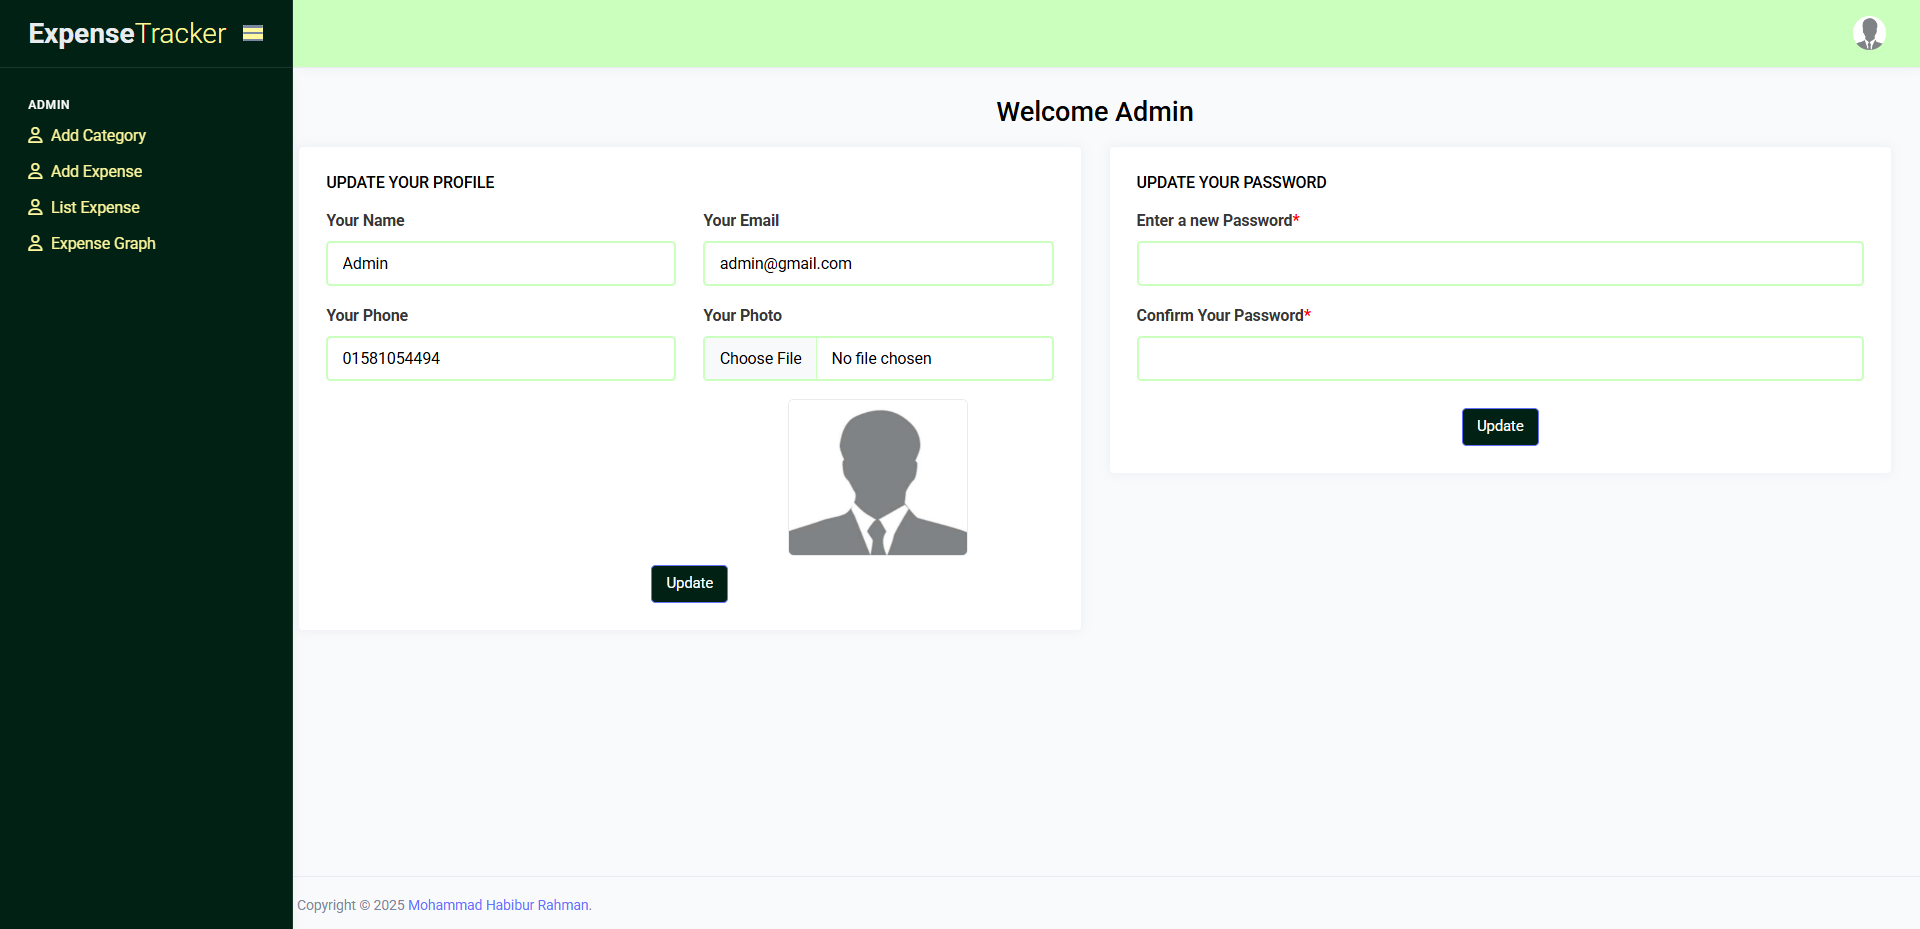 ExpenseTracker
ADMIN
Add Category
Add Expense
List Expense
Expense Graph
Welcome Admin
UPDATE YOUR PROFILE
Your Name
Your Email
Admin
admin@gmail.com
Your Phone
Your Photo
01581054494
Choose File No file chosen
Update
UPDATE YOUR PASSWORD
Enter a new Password*
Confirm Your Password*
Update
Copyright © 2025 Mohammad Habibur Rahman.